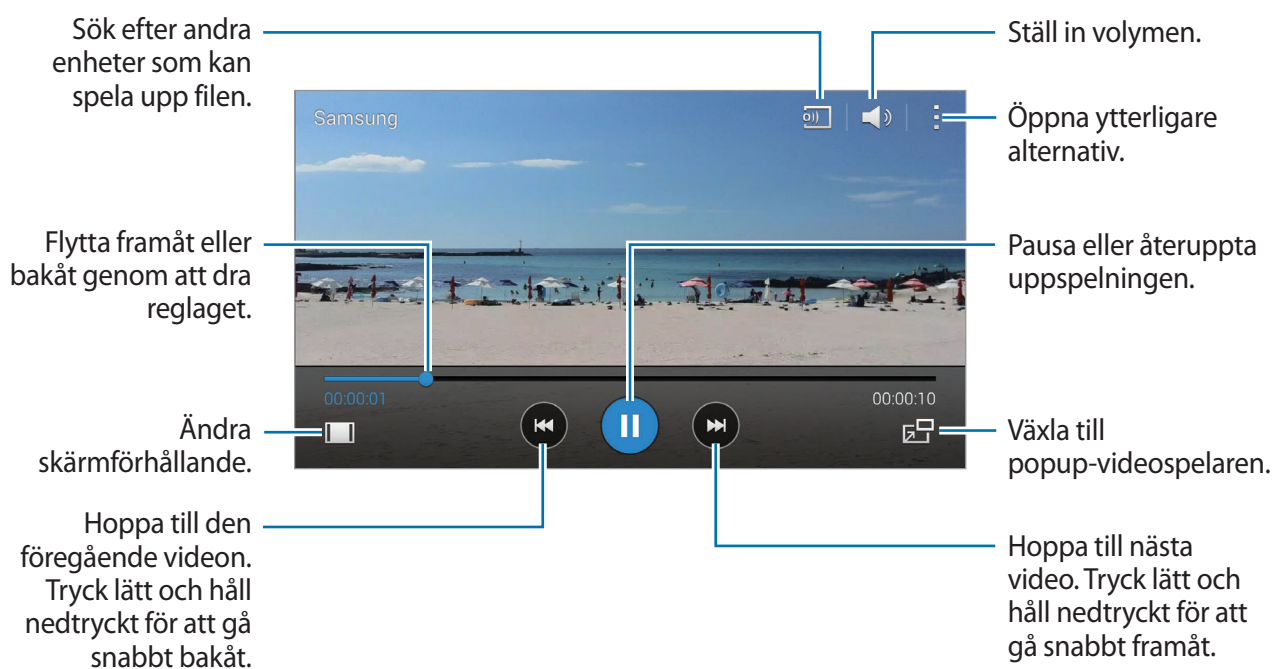 Sök efter andra
enheter som kan
spela upp filen.
Ställ in volymen.
Samsung
Öppna ytterligare
alternativ.
Flytta framåt eller
bakåt genom att dra
reglaget.
Pausa eller återuppta
uppspelningen.
00:00:01
00:00:10
Ändra
skärmförhållande.
Växla till
popup-videospelaren.
Hoppa till den
föregående videon.
Tryck lätt och håll
nedtryckt för att gå
snabbt bakåt.
Hoppa till nästa
video. Tryck lätt och
håll nedtryckt för att
gå snabbt framåt.